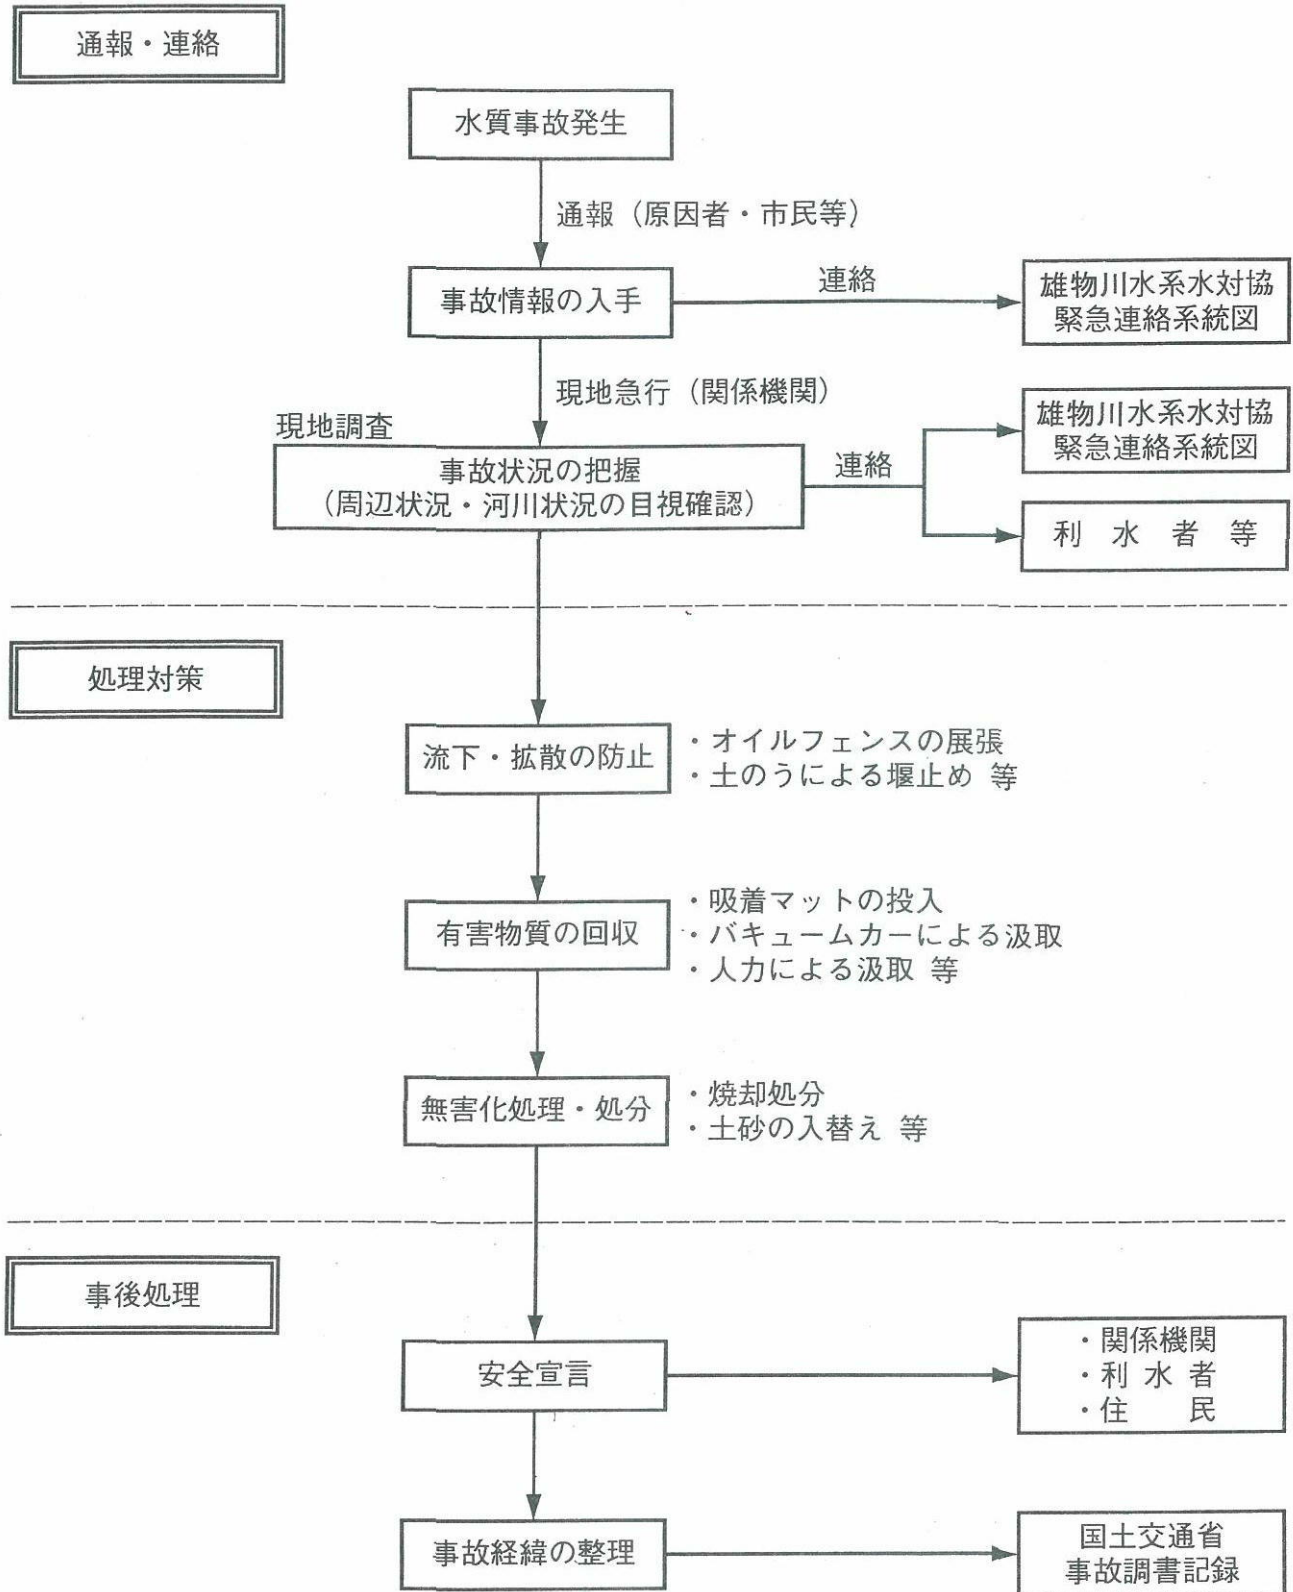 通報・連絡
水質事故発生
通報（原因者・市民等）
事故情報の入手
連絡
雄物川水系水対協
緊急連絡系統図
現地急行（関係機関）
現地調査
事故状況の把握
（周辺状況・河川状況の目視確認）
連絡
雄物川水系水対協
緊急連絡系統図
利 水 者 等
処理対策
流下・拡散の防止
・オイルフェンスの展張
・土のうによる堰止め 等
有害物質の回収
・吸着マットの投入
・バキュームカーによる汲取
・人力による汲取 等
無害化処理・処分
・焼却処分
・土砂の入替え 等
事後処理
安全宣言
・関係機関
・利 水 者
・住 民
事故経緯の整理
国土交通省
事故調書記録